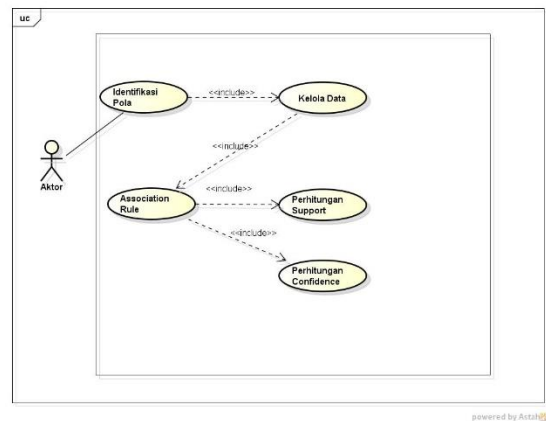 uc
Identifikasi
Pola
<<include>>
Kelola Data
<<include>>
Aktor
Association
Rule
<<include>>
Perhitungan
Support
<<include>>
Perhitungan
Confidence
powered by Astah